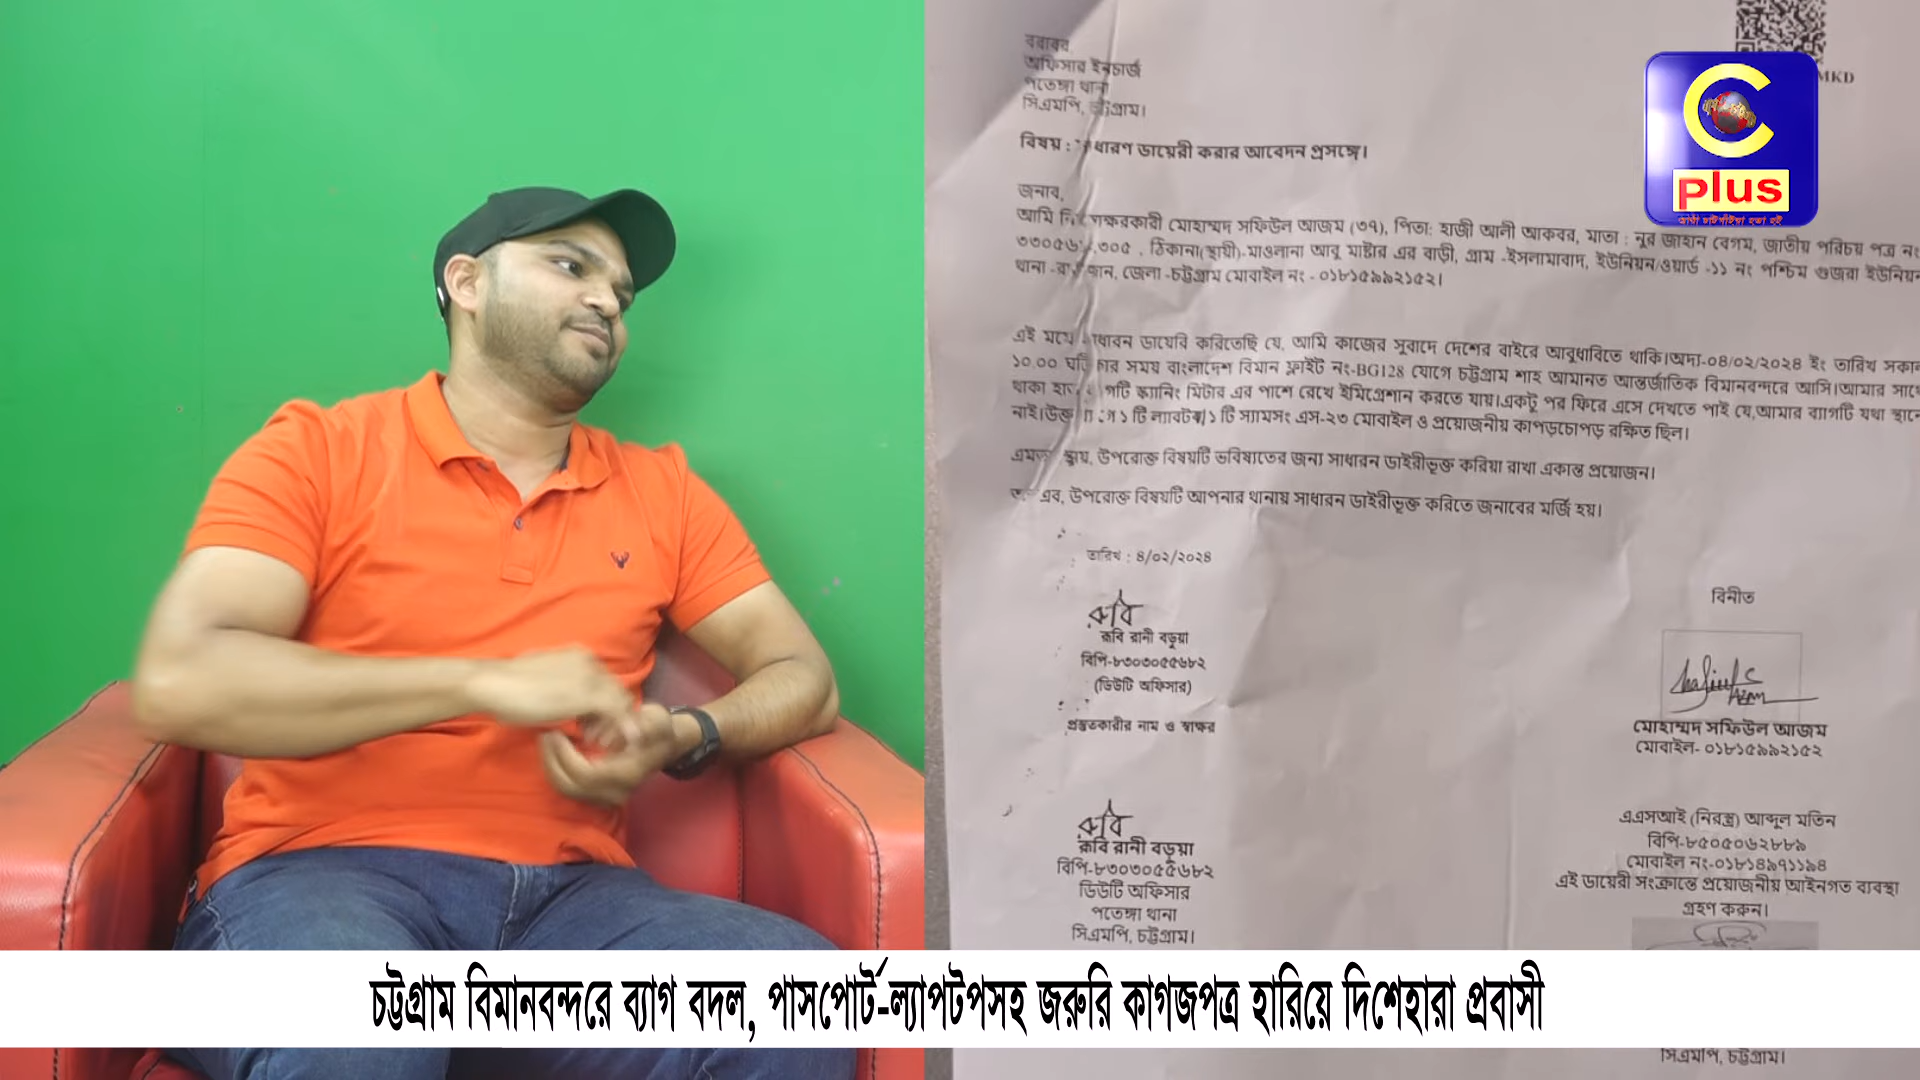 বরাবর,
অফিসার ইনচার্জ
পতেঙ্গা থানা
সিএমপি, চট্টগ্রাম।
বিষয় : ধারণ ডায়েরী করার আবেদন প্রসঙ্গে।
জনাব,
আমি ক্ষরকারী মোহাম্মদ সফিউল আজম (৩৭), পিতা: হাজী আলী আকবর, মাতা : নুর জাহান বেগম, জাতীয় পরিচয় পত্র নং
ঠিকানা(স্থায়ী)-মাওলানা আবু মাষ্টার এর বাড়ী, গ্রাম -ইসলামাবাদ, ইউনিয়ন/ওয়ার্ড -১১ নং পশ্চিম গুজরা ইউনিয়ন
থানা - জেলা -চট্টগ্রাম মোবাইল নং - ০১৮১৫৯৯২১৫২।
এই মর্মে ধারন ডায়েরি করিতেছি যে, আমি কাজের সুবাদে দেশের বাইরে আবুধাবিতে থাকি।অদ্য-০৪/০২/২০২৪ ইং তারিখ সকাল
১০.০০ সময় বাংলাদেশ বিমান ফ্লাইট নং-BG128 যোগে চট্টগ্রাম শাহ আমানত আন্তর্জাতিক বিমানবন্দরে আসি।আমার সাথে
থাকা গটি স্ক্যানিং মিটার এর পাশে রেখে ইমিগ্রেশান করতে যায়।একটু পর ফিরে এসে দেখতে পাই যে,আমার ব্যাগটি যথা স্থানে
নাই।উক্ত ১ টি ল্যাবটব/১ টি স্যামসং এস-২৩ মোবাইল ও প্রয়োজনীয় কাপড়চোপড় রক্ষিত ছিল।
উপরোক্ত বিষয়টি ভবিষ্যতের জন্য সাধারন ডাইরীভূক্ত করিয়া রাখা একান্ত প্রয়োজন।
এব, উপরোক্ত বিষয়টি আপনার থানায় সাধারন ডাইরীভূক্ত করিতে জনাবের মর্জি হয়।
তারিখ : ৪/০২/২০২৪
রুবি
রুবি রানী বড়ুয়া
বিপি-৮৩০৩০৫৫৬৮২
(ডিউটি অফিসার)
প্রস্তুতকারীর নাম ও স্বাক্ষর
বিনীত
Azam
মোহাম্মদ সফিউল আজম
মোবাইল- ০১৮১৫৯৯২১৫২
রুবি
রুবি রানী বড়ুয়া
বিপি-৮৩০৩০৫৫৬৮২
ডিউটি অফিসার
পতেঙ্গা থানা
সিএমপি, চট্টগ্রাম।
এএসআই (নিরস্ত্র) আব্দুল মতিন
বিপি-৮৫০৫০৬২৮৮৯
মোবাইল নং-০১৮১৪৯৭১১৯৪
এই ডায়েরী সংক্রান্তে প্রয়োজনীয় আইনগত ব্যবস্থা
গ্রহণ করুন।
সিএমপি, চট্টগ্রাম।
MKD
C
plus
চট্টগ্রাম বিমানবন্দরে ব্যাগ বদল, পাসপোর্ট-ল্যাপটপসহ জরুরি কাগজপত্র হারিয়ে দিশেহারা প্রবাসী